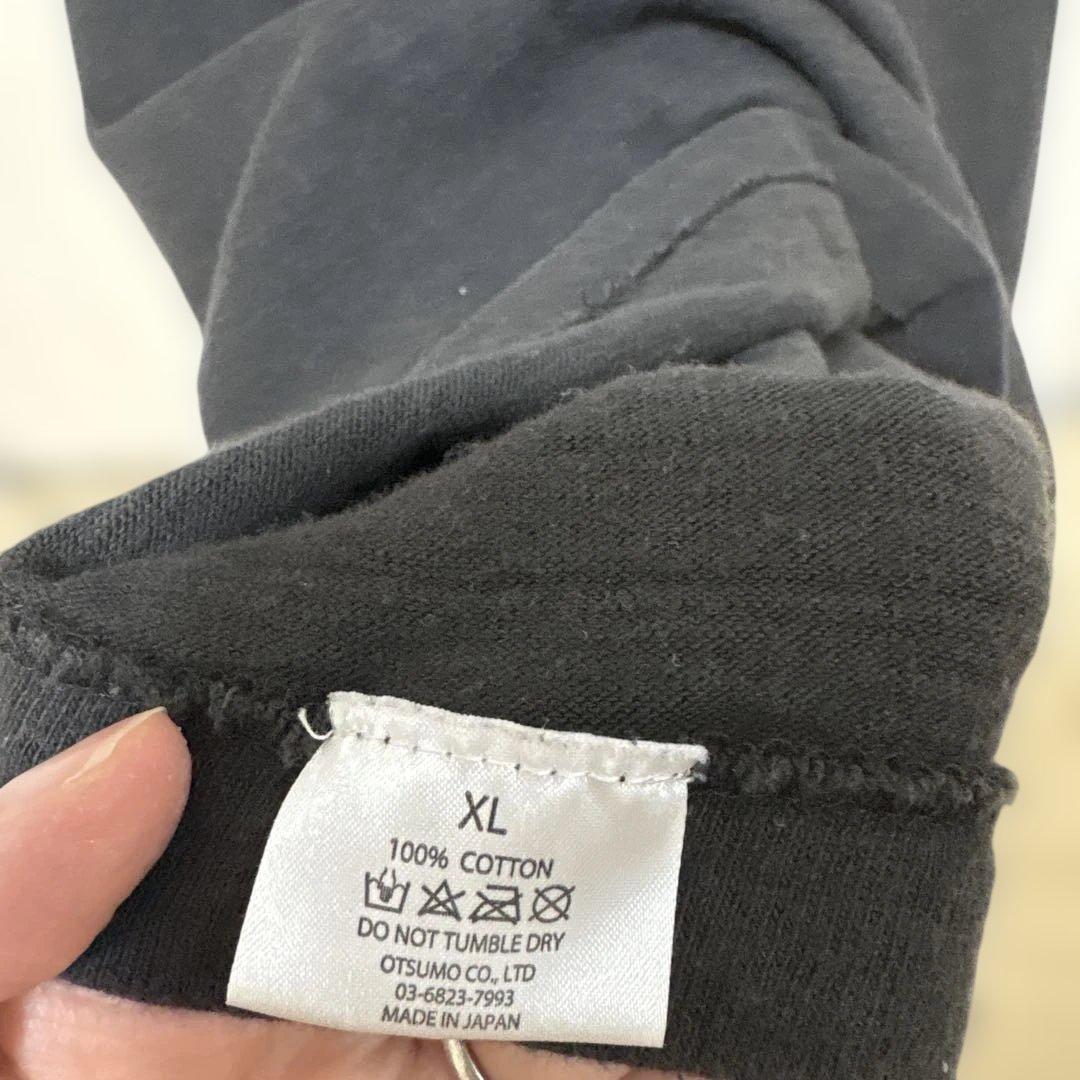 XL
100% COTTON
DO NOT TUMBLE DRY
OTSUMO CO., LTD
03-6823-7993
MADE IN JAPAN